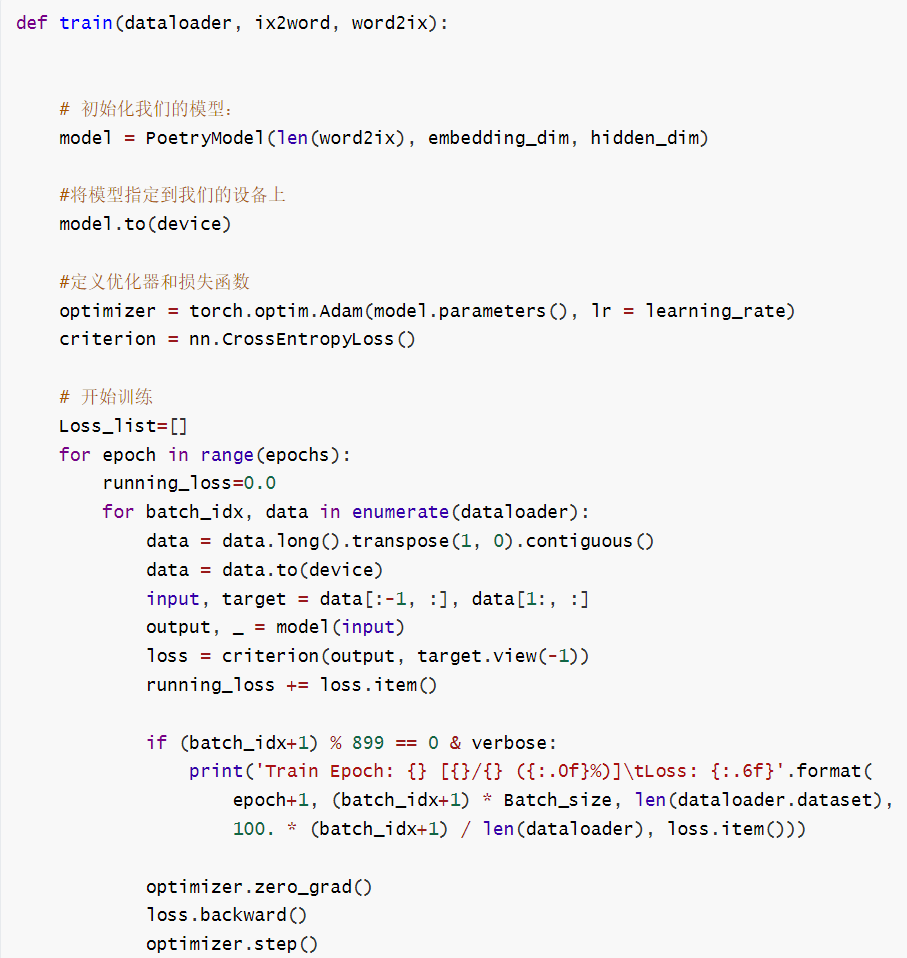 def train(dataloader, ix2word, word2ix):
    # 初始化我们的模型：
    model = PoetryModel(len(word2ix), embedding_dim, hidden_dim)
    #将模型指定到我们的设备上
    model.to(device)
    #定义优化器和损失函数
    optimizer = torch.optim.Adam(model.parameters(), lr = learning_rate)
    criterion = nn.CrossEntropyLoss()
    # 开始训练
    Loss_list=[]
    for epoch in range(epochs):
        running_loss=0.0
        for batch_idx, data in enumerate(dataloader):
            data = data.long().transpose(1, 0).contiguous()
            data = data.to(device)
            input, target = data[:-1, :], data[1:, :]
            output, _ = model(input)
            loss = criterion(output, target.view(-1))
            running_loss += loss.item()
            if (batch_idx+1) % 899 == 0 & verbose:
                print('Train Epoch: {} [{}/{} ({:.0f}%)]\tLoss: {:.6f}'.format(
                    epoch+1, (batch_idx+1) * Batch_size, len(dataloader.dataset),
                    100. * (batch_idx+1) / len(dataloader), loss.item()))
            optimizer.zero_grad()
            loss.backward()
            optimizer.step()